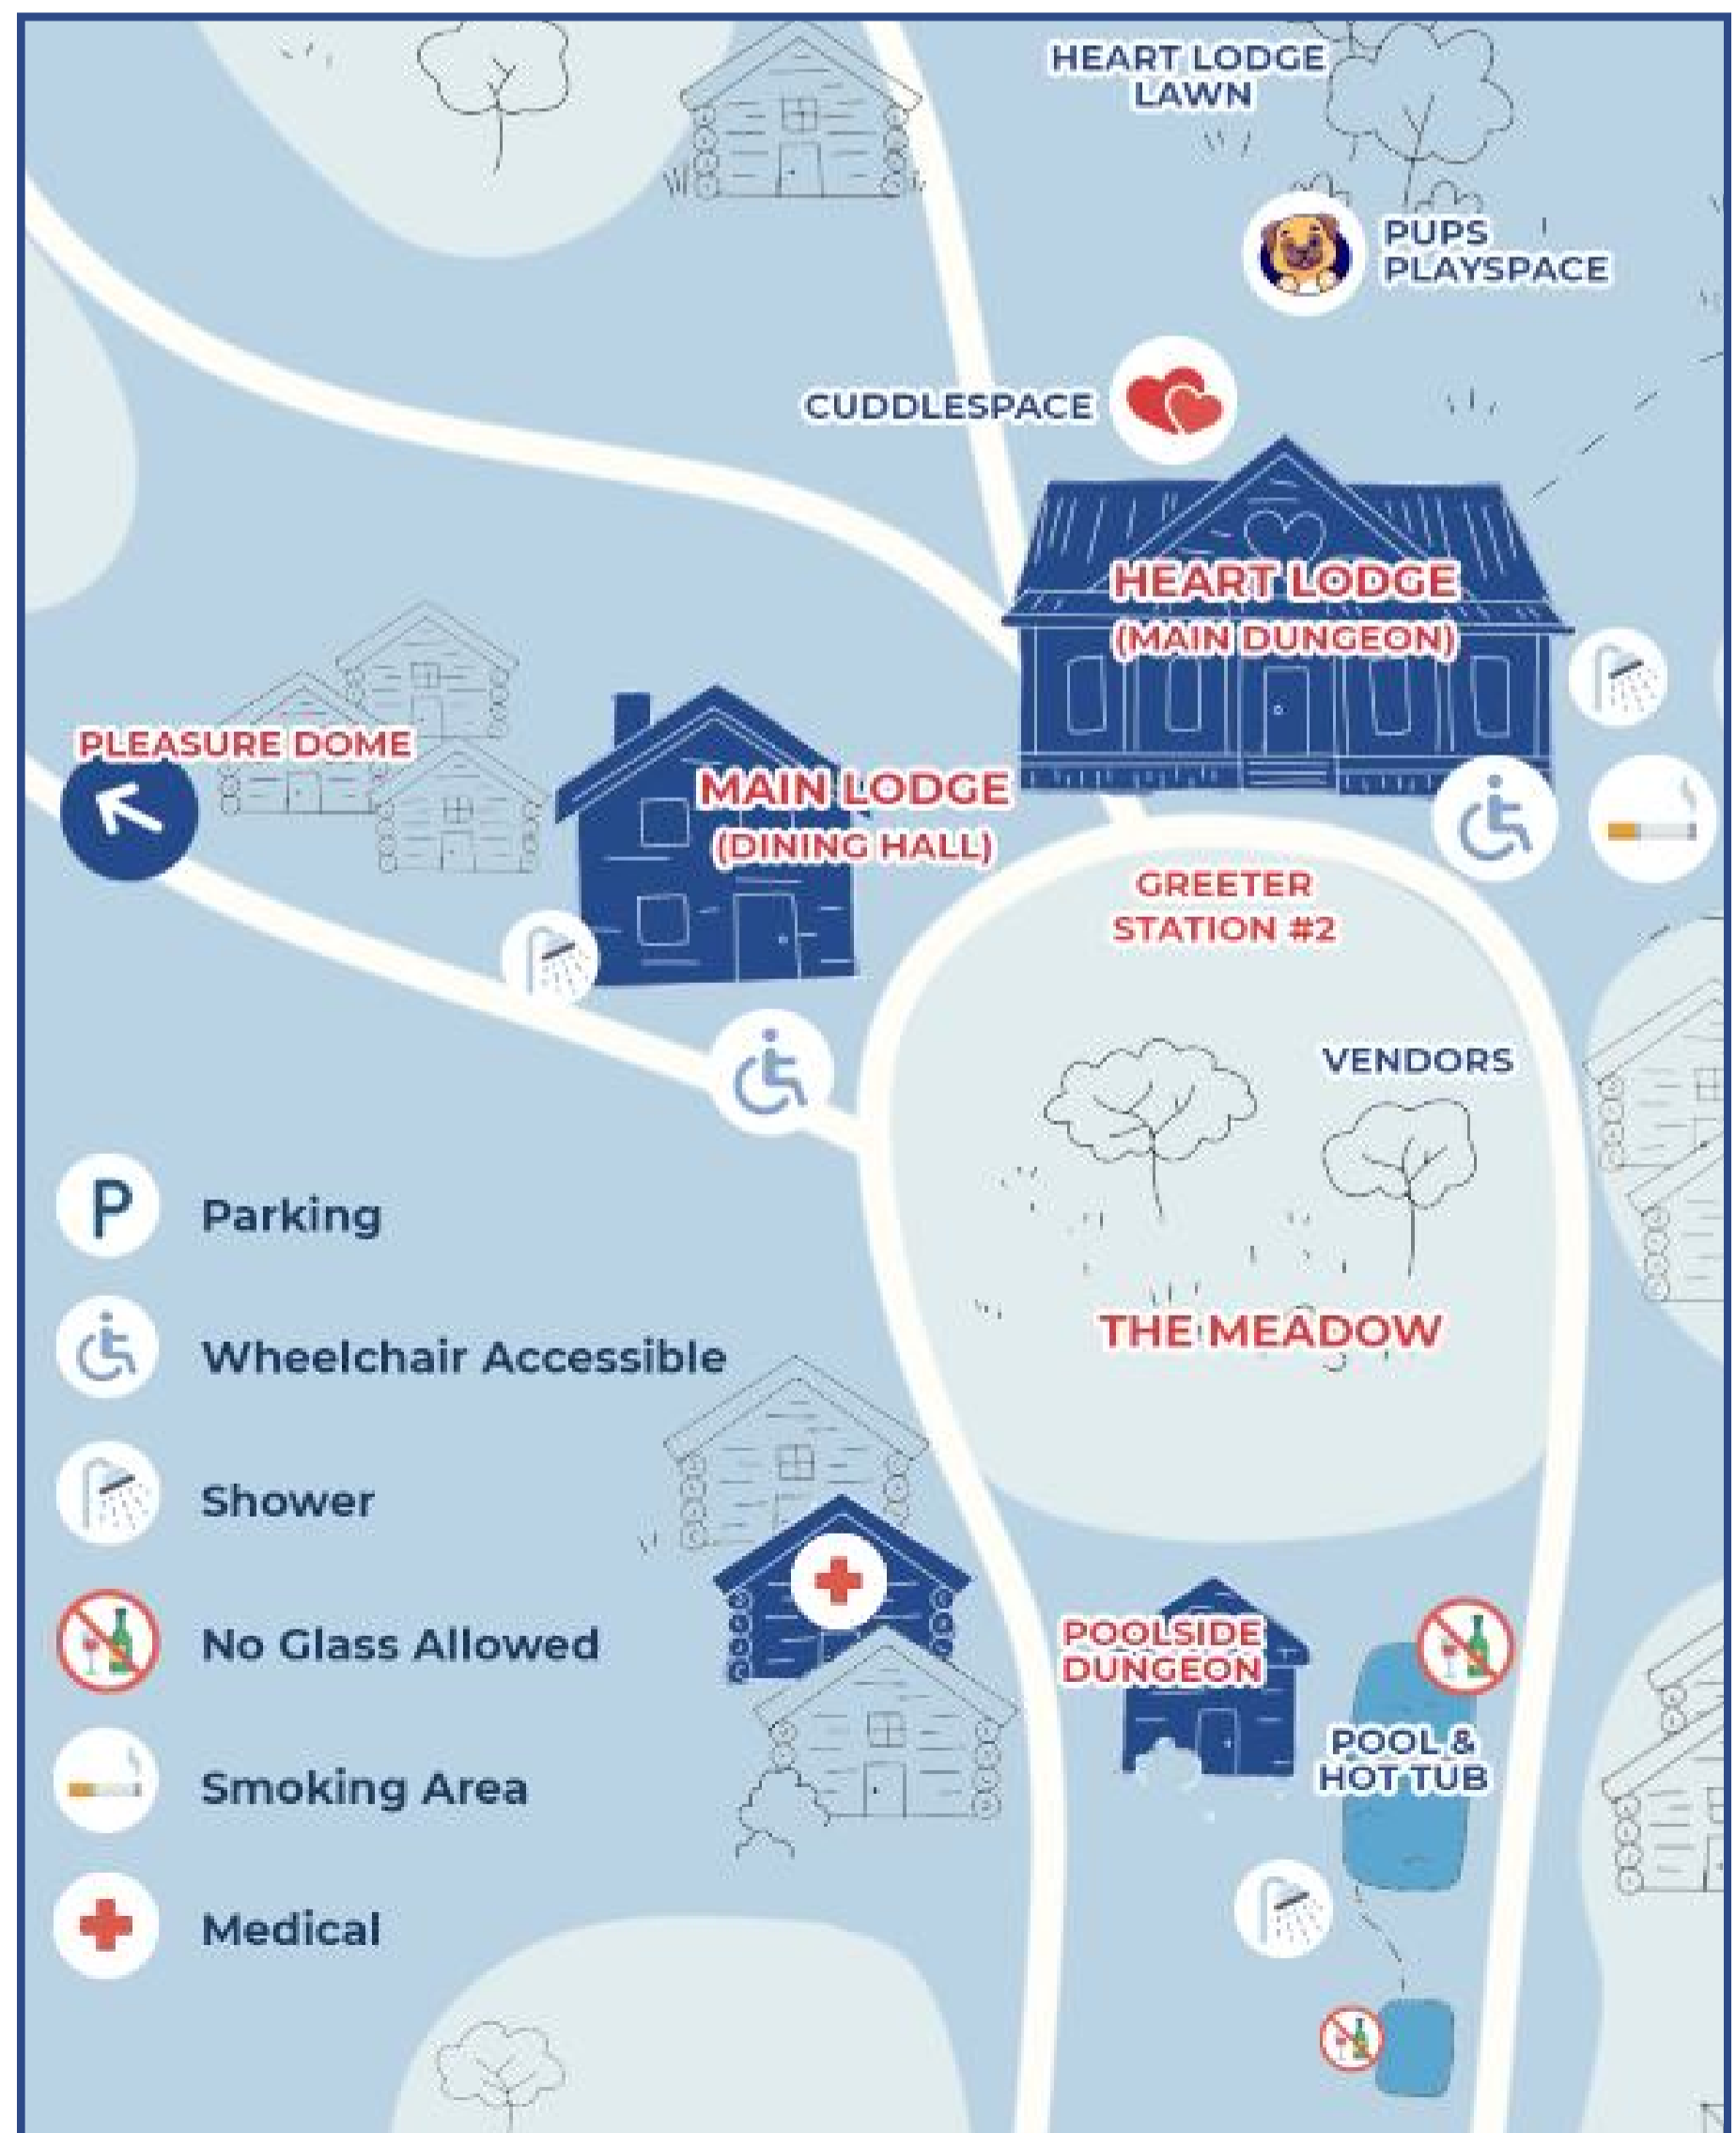 HEART LODGE
LAWN
PUPS
PLAYSPACE
CUDDLESPACE
HEART LODGE
(MAIN DUNGEON)
PLEASURE DOME
MAIN LODGE
(DINING HALL)
GREETER
STATION #2
VENDORS
THE MEADOW
P Parking
Wheelchair Accessible
Shower
No Glass Allowed
Smoking Area
Medical
POOLSIDE
DUNGEON
POOL &
HOT TUB